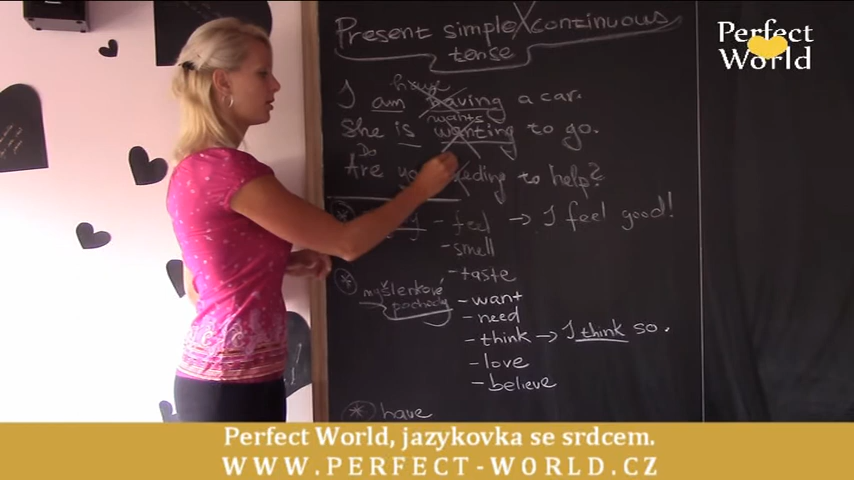 Present simple X continuous
tense
have
I am having a car.
wants
She is wanting to go.
Do
Are to help?
- feel → I feel good!
- smell
- taste
myšlenkové
pochody
- want
- need
- think → I think so.
- love
- believe
* have
Perfect
World
Perfect World, jazykovka se srdcem.
WWW.PERFECT-WORLD.CZ